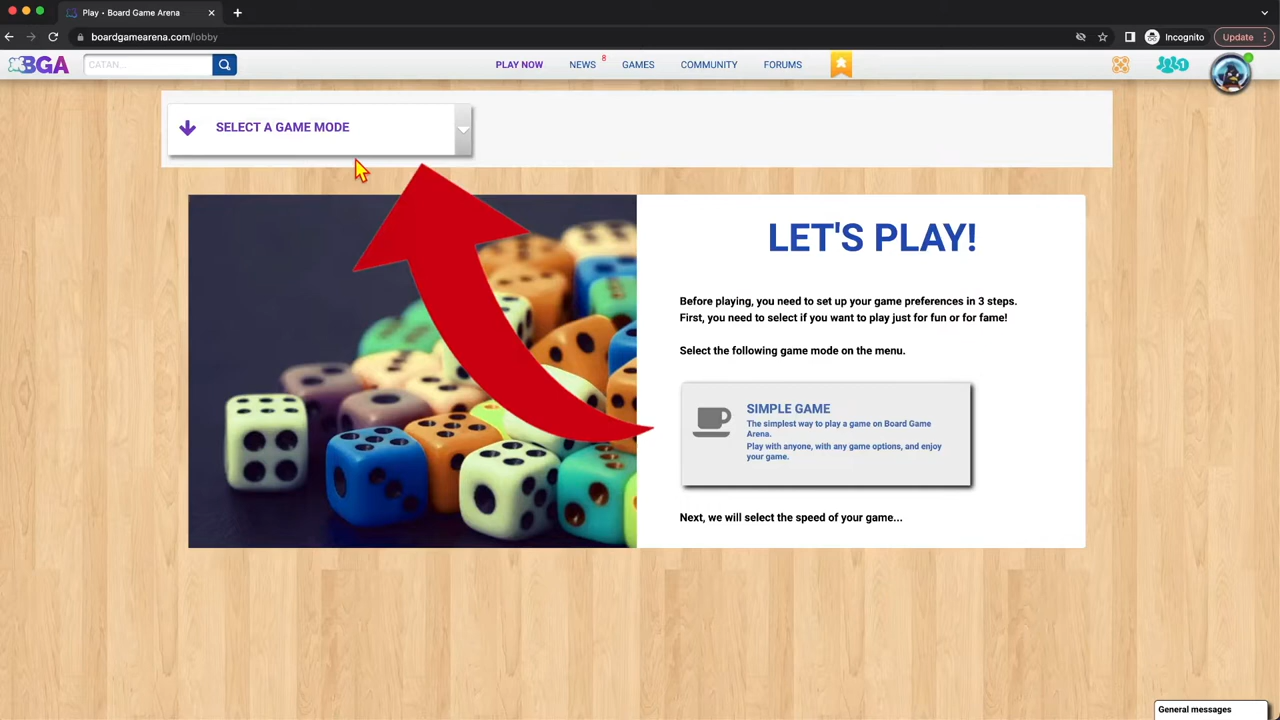 Play • Board Game Arena
boardgamearena.com/lobby
Incognito
Update
BGA
CATAN...
PLAY NOW
NEWS
8
GAMES
COMMUNITY
FORUMS
1
SELECT A GAME MODE
LET'S PLAY!
Before playing, you need to set up your game preferences in 3 steps.
First, you need to select if you want to play just for fun or for fame!
Select the following game mode on the menu.
SIMPLE GAME
The simplest way to play a game on Board Game
Arena.
Play with anyone, with any game options, and enjoy
your game.
Next, we will select the speed of your game...
General messages